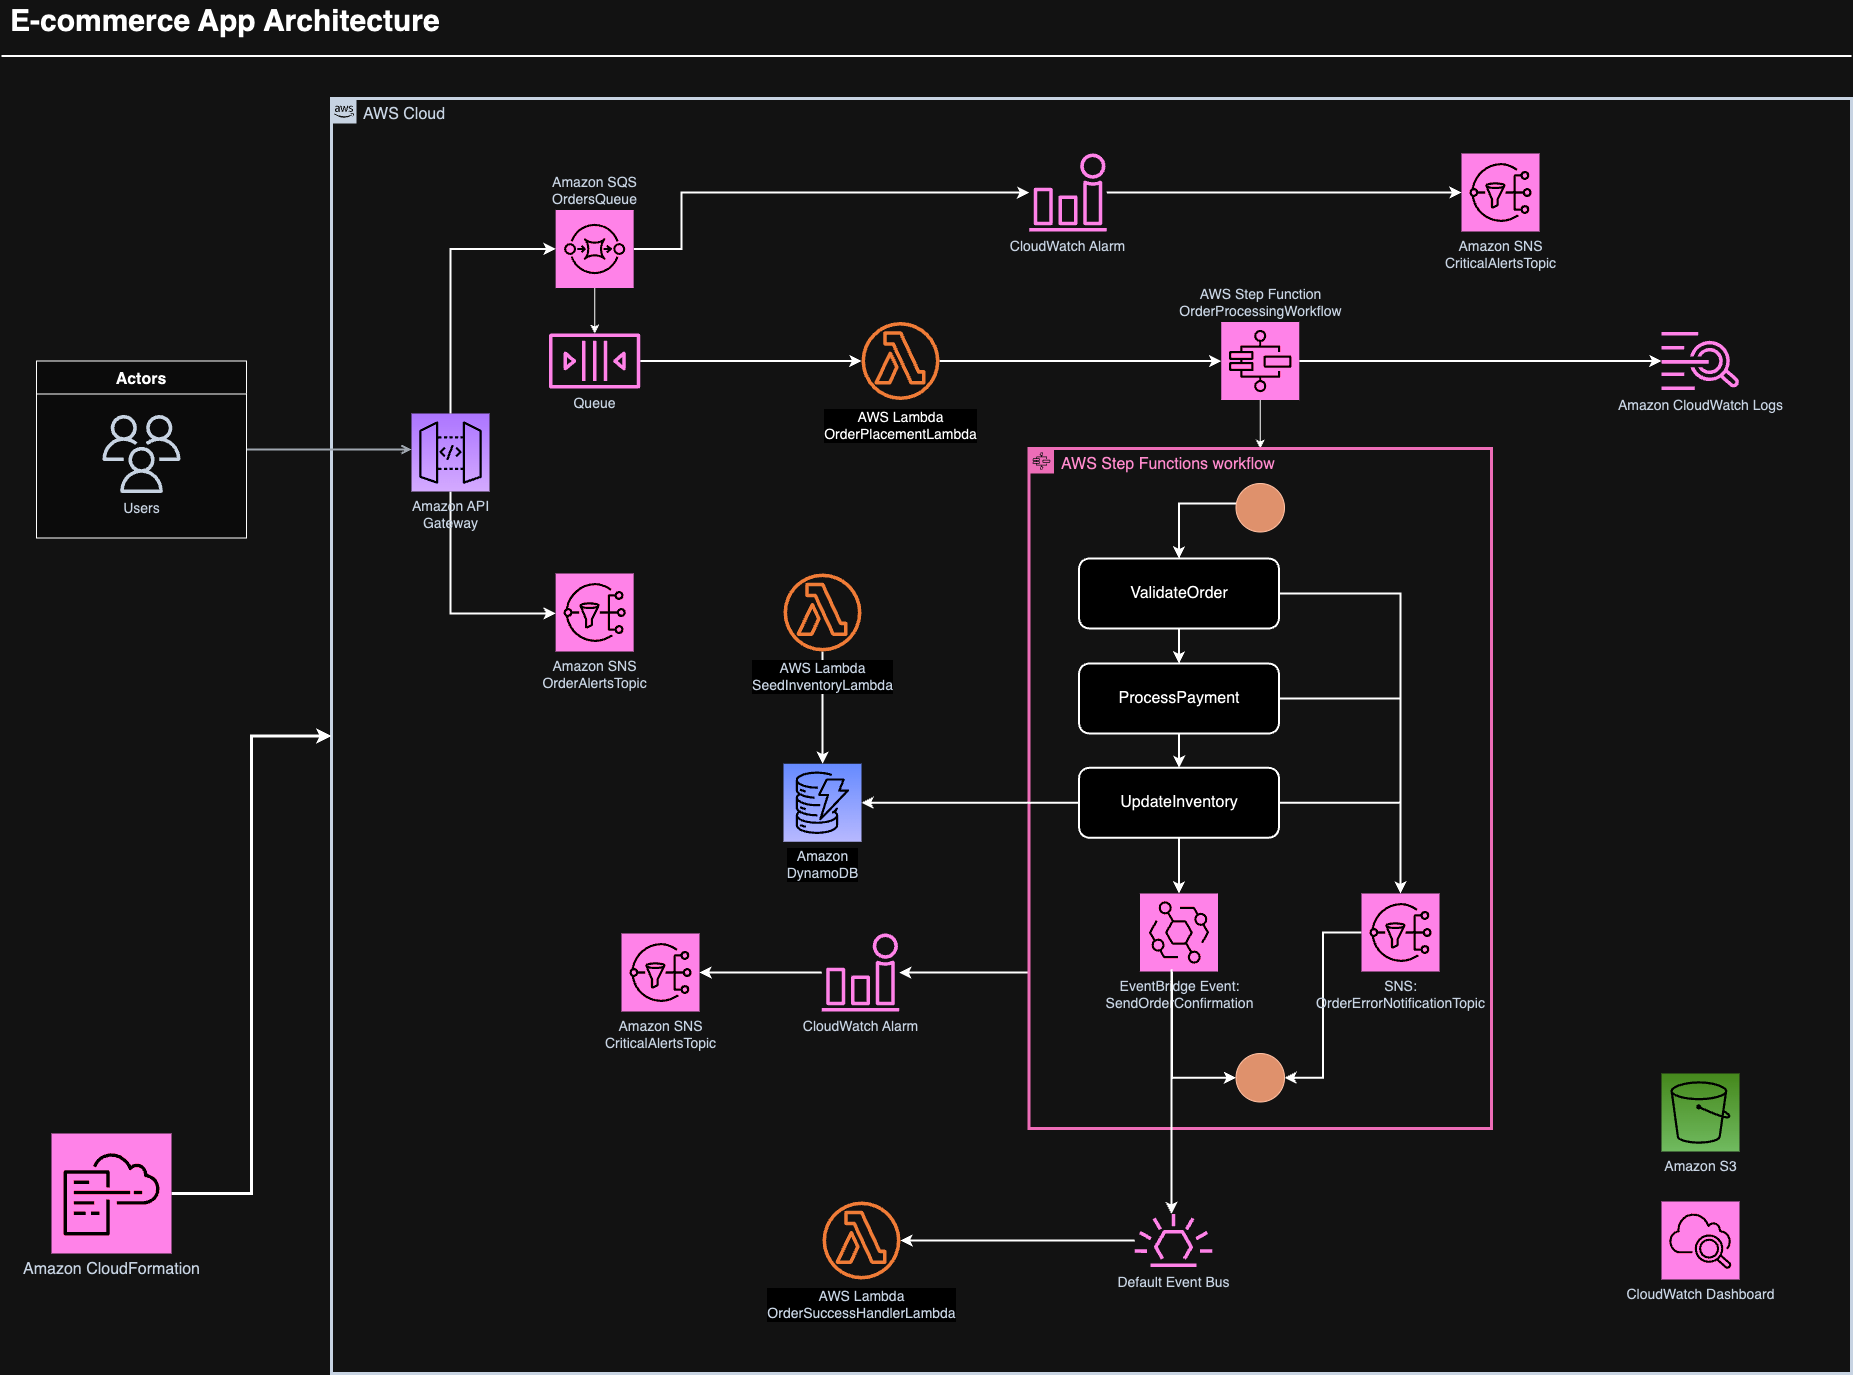 E-commerce App Architecture
aws
AWS Cloud
Amazon SQS
OrdersQueue
CloudWatch Alarm
Amazon SNS
CriticalAlertsTopic
AWS Step Function
OrderProcessingWorkflow
Queue
AWS Lambda
OrderPlacementLambda
Amazon CloudWatch Logs
Actors
Users
</>
Amazon API
Gateway
AWS Step Functions workflow
ValidateOrder
ProcessPayment
UpdateInventory
Amazon SNS
OrderAlertsTopic
AWS Lambda
SeedInventoryLambda
Amazon
DynamoDB
EventBridge Event:
SendOrderConfirmation
SNS:
OrderErrorNotificationTopic
Amazon SNS
CriticalAlertsTopic
CloudWatch Alarm
Amazon S3
Amazon CloudFormation
AWS Lambda
OrderSuccessHandlerLambda
Default Event Bus
CloudWatch Dashboard